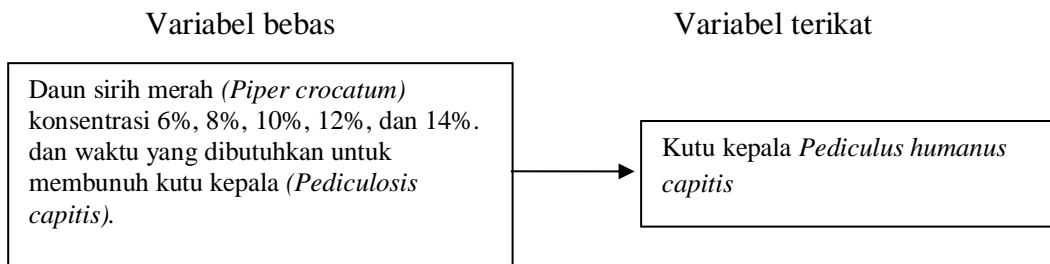 Variabel bebas
Variabel terikat
Daun sirih merah (Piper crocatum)
konsentrasi 6%, 8%, 10%, 12%, dan 14%.
dan waktu yang dibutuhkan untuk
membunuh kutu kepala (Pediculosis
capitis).
Kutu kepala Pediculus humanus
capitis